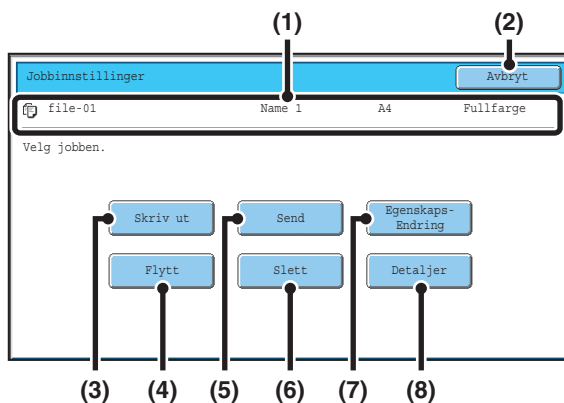 (1) (2)
Jobbinnstillinger Avbryt
file-01 Name 1 A4 Fullfarge
Velg jobben.
Skriv ut Send Egenskaps-
Endring
Flytt Slett Detaljer
(3) (4) (5) (6) (7) (8)